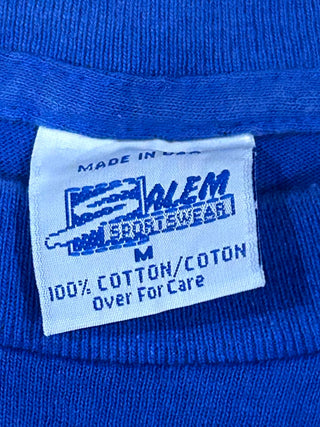 MADE IN USA
SALEM
SPORTSWEAR
M
100% COTTON/COTON
Over For Care